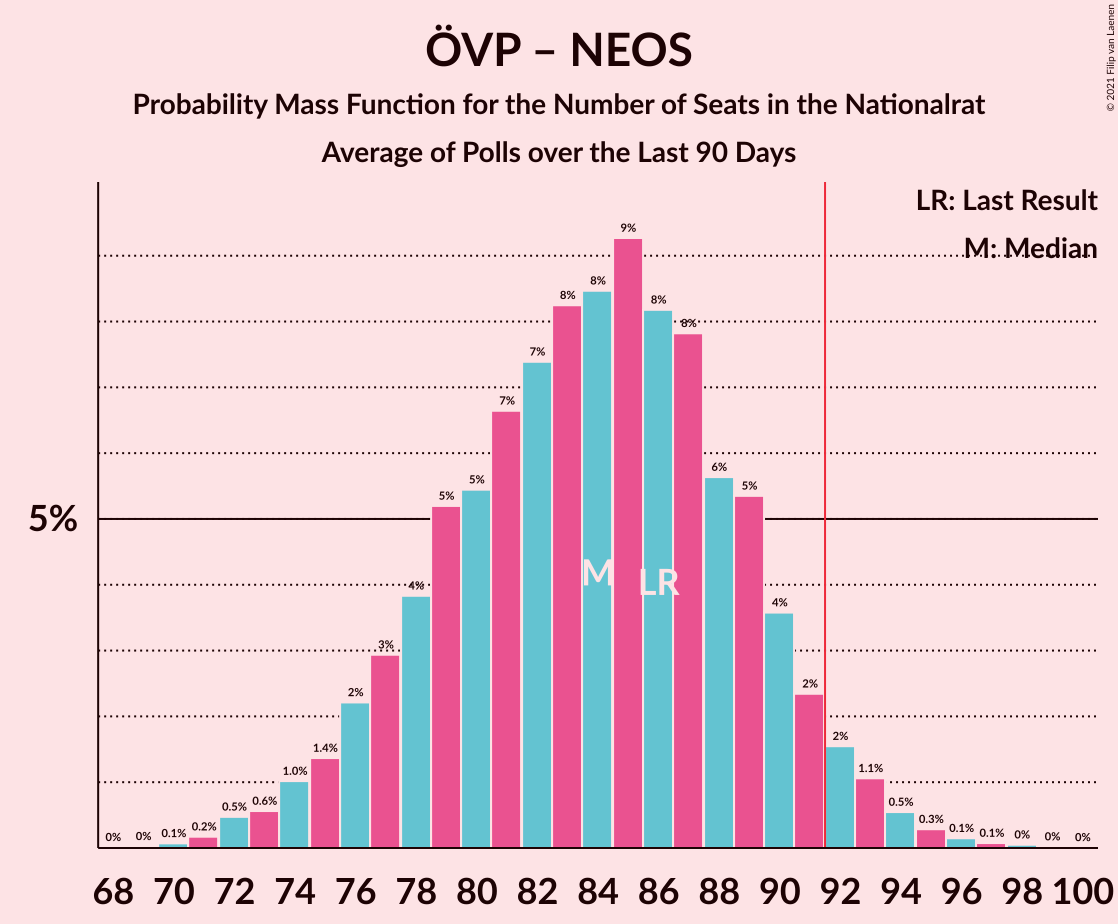 ÖVP – NEOS
Probability Mass Function for the Number of Seats in the Nationalrat
Average of Polls over the Last 90 Days
© 2021 Filip van Laenen
LR: Last Result
M: Median
5%
0% 0% 0.1% 0.2% 0.5% 0.6% 1.0% 1.4% 2% 3% 4% 5% 5% 7% 7% 8% 8% 9% 8% 8% 6% 5% 4% 2% 2% 1.1% 0.5% 0.3% 0.1% 0.1% 0% 0% 0%
M LR
68 70 72 74 76 78 80 82 84 86 88 90 92 94 96 98 100